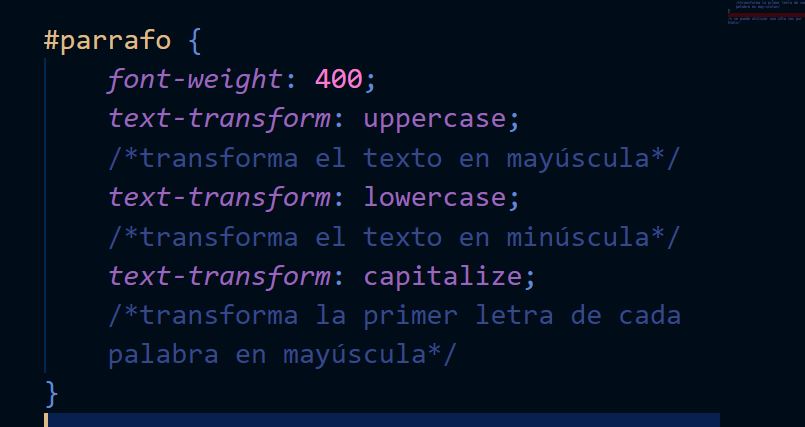 #parrafo {
font-weight: 400;
text-transform: uppercase;
/*transforma el texto en mayúscula*/
text-transform: lowercase;
/*transforma el texto en minúscula*/
text-transform: capitalize;
/*transforma la primer letra de cada
palabra en mayúscula*/
}